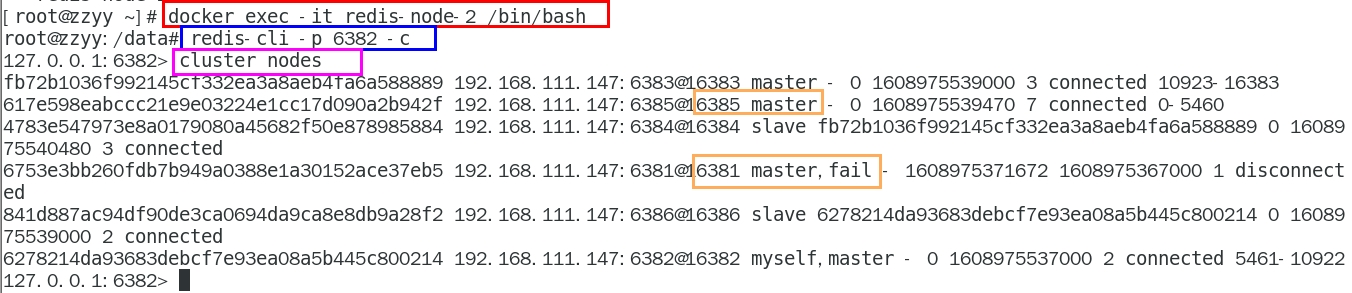 [root@zzyy ~]# docker exec -it redis-node-2 /bin/bash
root@zzyy:/data# redis-cli -p 6382 -c
127.0.0.1:6382> cluster nodes
fb72b1036f992145cf332ea3a8aeb4fa6a588889 192.168.111.147:6383@16383 master - 0 1608975539000 3 connected 10923-16383
617e598eabccc21e9e03224e1cc17d090a2b942f 192.168.111.147:6385@16385 master - 0 1608975539470 7 connected 0-5460
4783e547973e8a0179080a45682f50e878985884 192.168.111.147:6384@16384 slave fb72b1036f992145cf332ea3a8aeb4fa6a588889 0 16089
75540480 3 connected
6753e3bb260fdb7b949a0388e1a30152ace37eb5 192.168.111.147:6381@16381 master,fail - 1608975371672 1608975367000 1 disconnect
ed
841d887ac94df90de3ca0694da9ca8e8db9a28f2 192.168.111.147:6386@16386 slave 6278214da93683debcf7e93ea08a5b445c800214 0 16089
75539000 2 connected
6278214da93683debcf7e93ea08a5b445c800214 192.168.111.147:6382@16382 myself,master - 0 1608975537000 2 connected 5461-10922
127.0.0.1:6382>